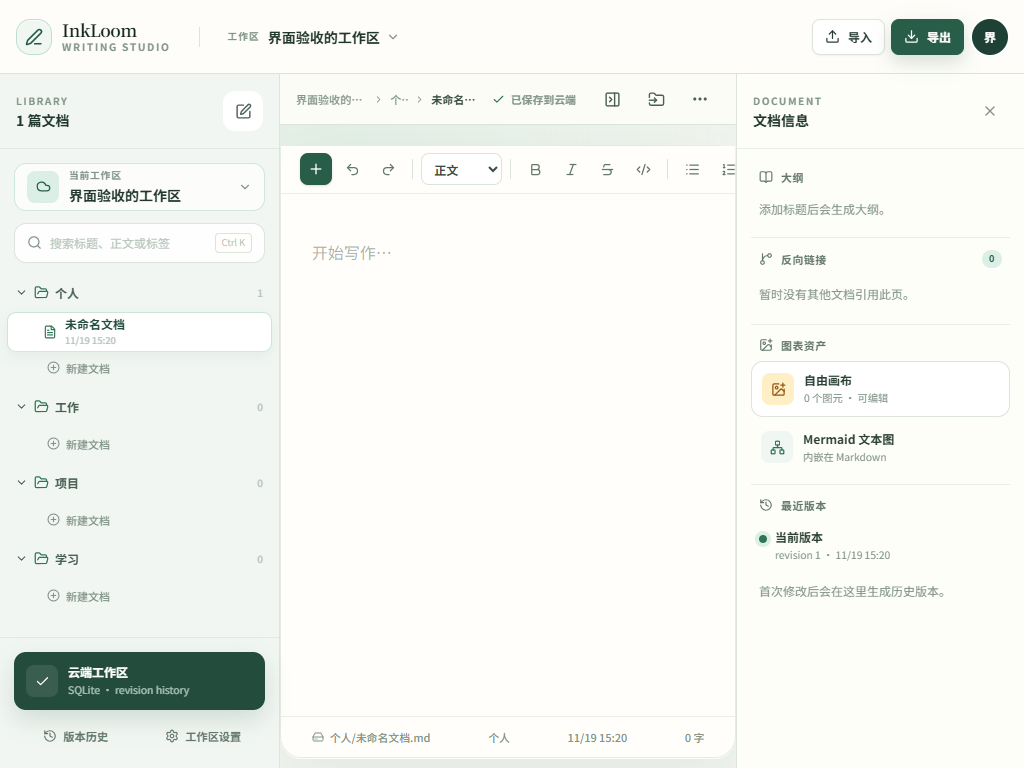 InkLoom
WRITING STUDIO
工作区 界面验收的工作区
导入
导出
界
LIBRARY
1 篇文档
当前工作区
界面验收的工作区
搜索标题、正文或标签 Ctrl K
个人 1
未命名文档
11/19 15:20
新建文档
工作 0
新建文档
项目 0
新建文档
学习 0
新建文档
云端工作区
SQLite • revision history
版本历史 工作区设置
界面验收的… › 个… › 未命名… 已保存到云端
正文
开始写作…
个人/未命名文档.md 个人 11/19 15:20 0 字
DOCUMENT
文档信息
大纲
添加标题后会生成大纲。
反向链接 0
暂时没有其他文档引用此页。
图表资产
自由画布
0 个图元 • 可编辑
Mermaid 文本图
内嵌在 Markdown
最近版本
当前版本
revision 1 • 11/19 15:20
首次修改后会在这里生成历史版本。